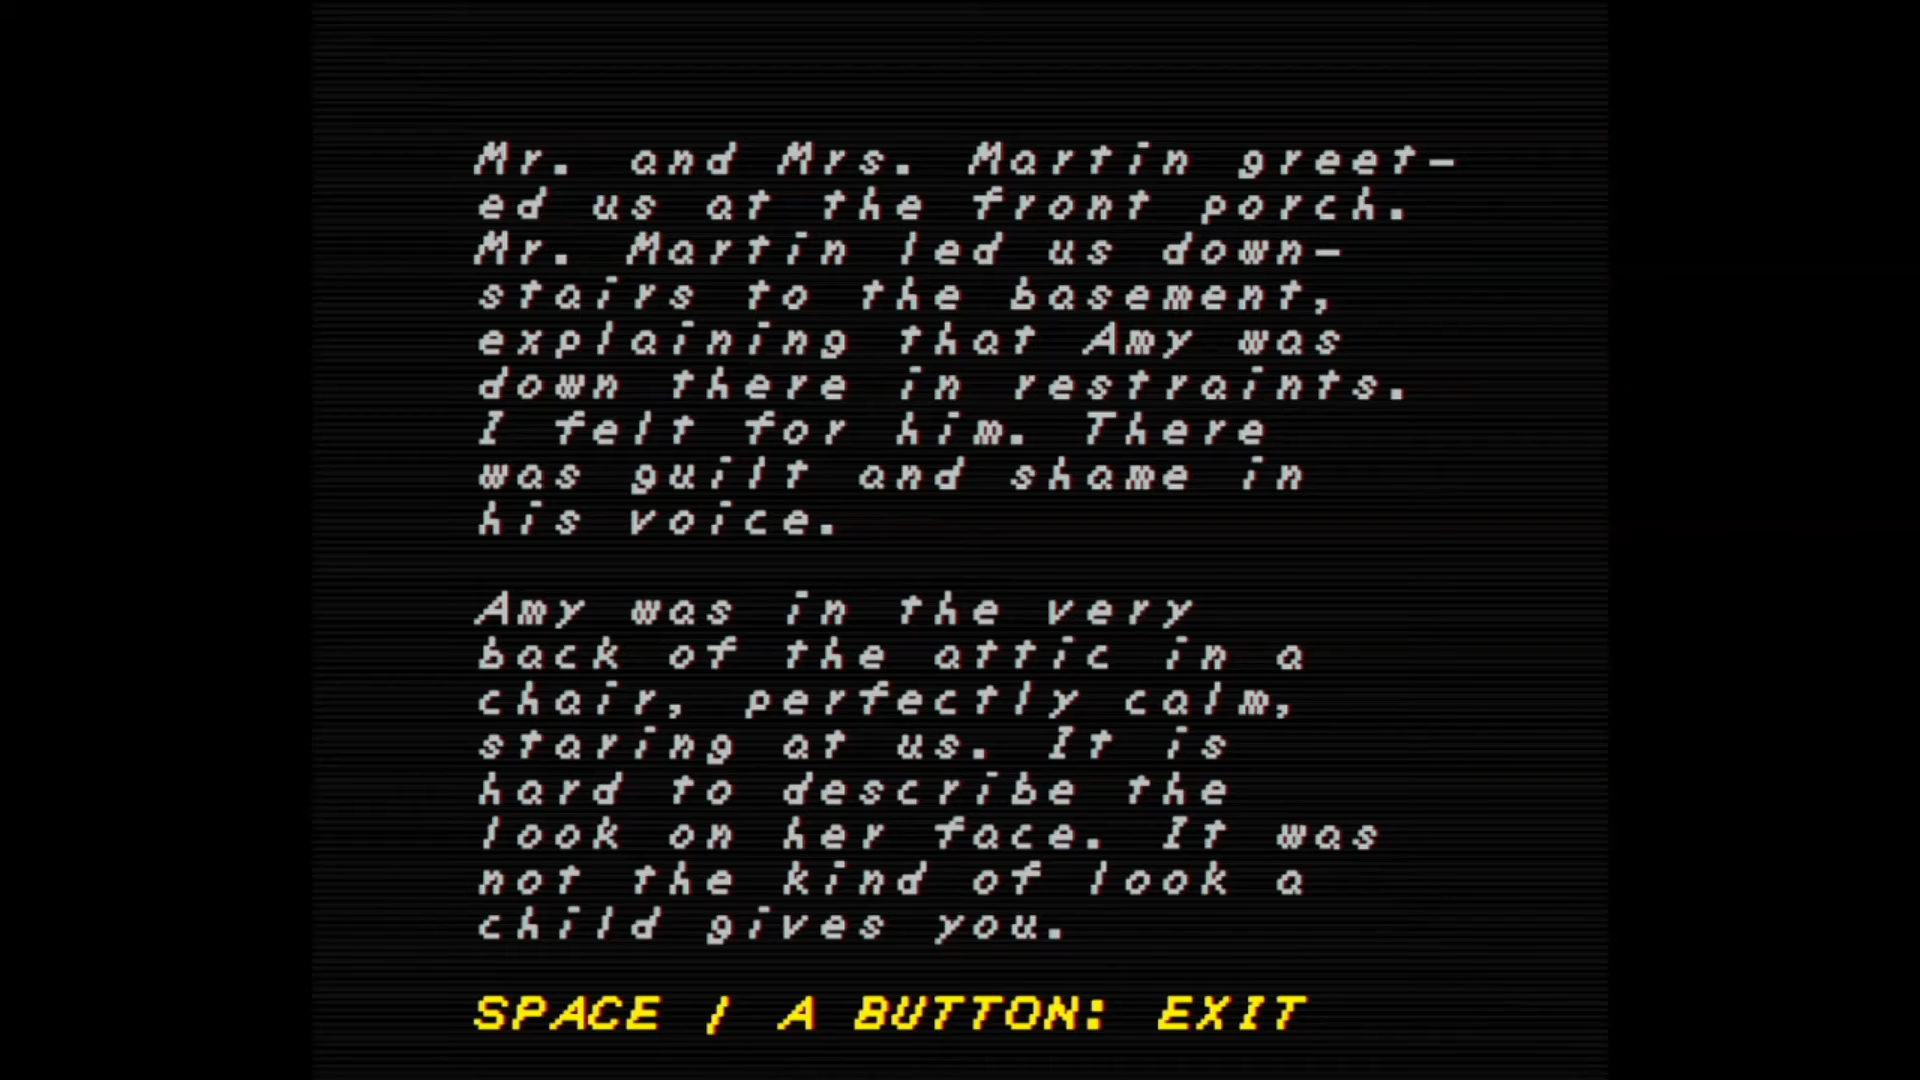 Mr. and Mrs. Martin greet-
ed us at the front porch.
Mr. Martin led us down-
stairs to the basement,
explaining that Amy was
down there in restraints.
I felt for him. There
was guilt and shame in
his voice.
Amy was in the very
back of the attic in a
chair, perfectly calm,
staring at us. It is
hard to describe the
look on her face. It was
not the kind of look a
child gives you.
SPACE / A BUTTON: EXIT